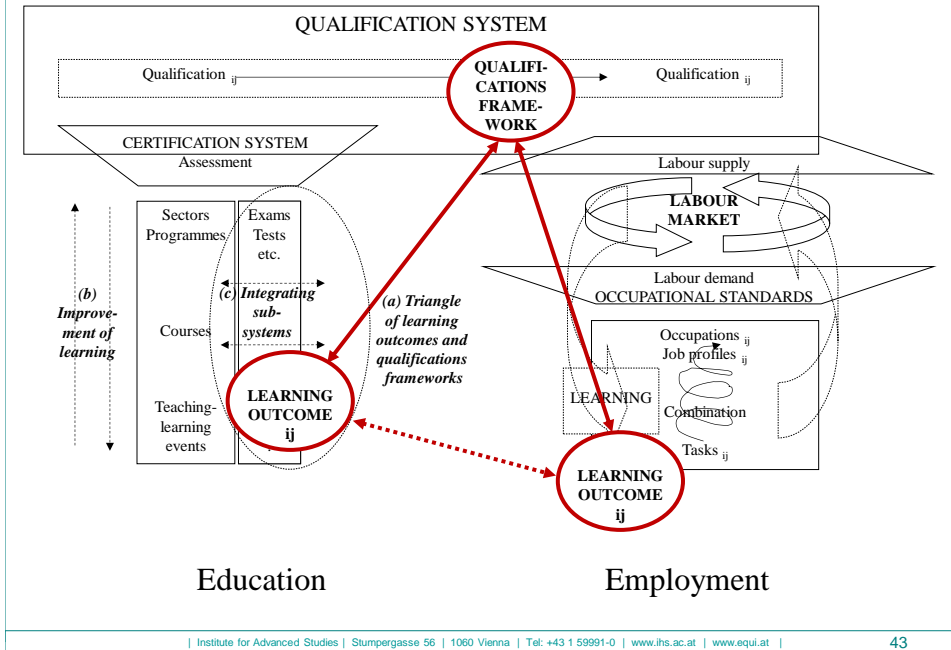 QUALIFICATION SYSTEM
Qualification ij
QUALIFI-
CATIONS
FRAME-
WORK
Qualification ij
CERTIFICATION SYSTEM
Assessment
Labour supply
LABOUR
MARKET
Labour demand
OCCUPATIONAL STANDARDS
Sectors
Programmes
Courses
Teaching-
learning
events
Exams
Tests
etc.
(b)
Improve-
ment of
learning
(c) Integrating
sub-
systems
(a) Triangle
of learning
outcomes and
qualifications
frameworks
LEARNING
OUTCOME
ij
Occupations ij
Job profiles ij
LEARNING
Combination
Tasks ij
LEARNING
OUTCOME
ij
Education
Employment
| Institute for Advanced Studies | Stumpergasse 56 | 1060 Vienna | Tel: +43 1 59991-0 | www.ihs.ac.at | www.equi.at |
43